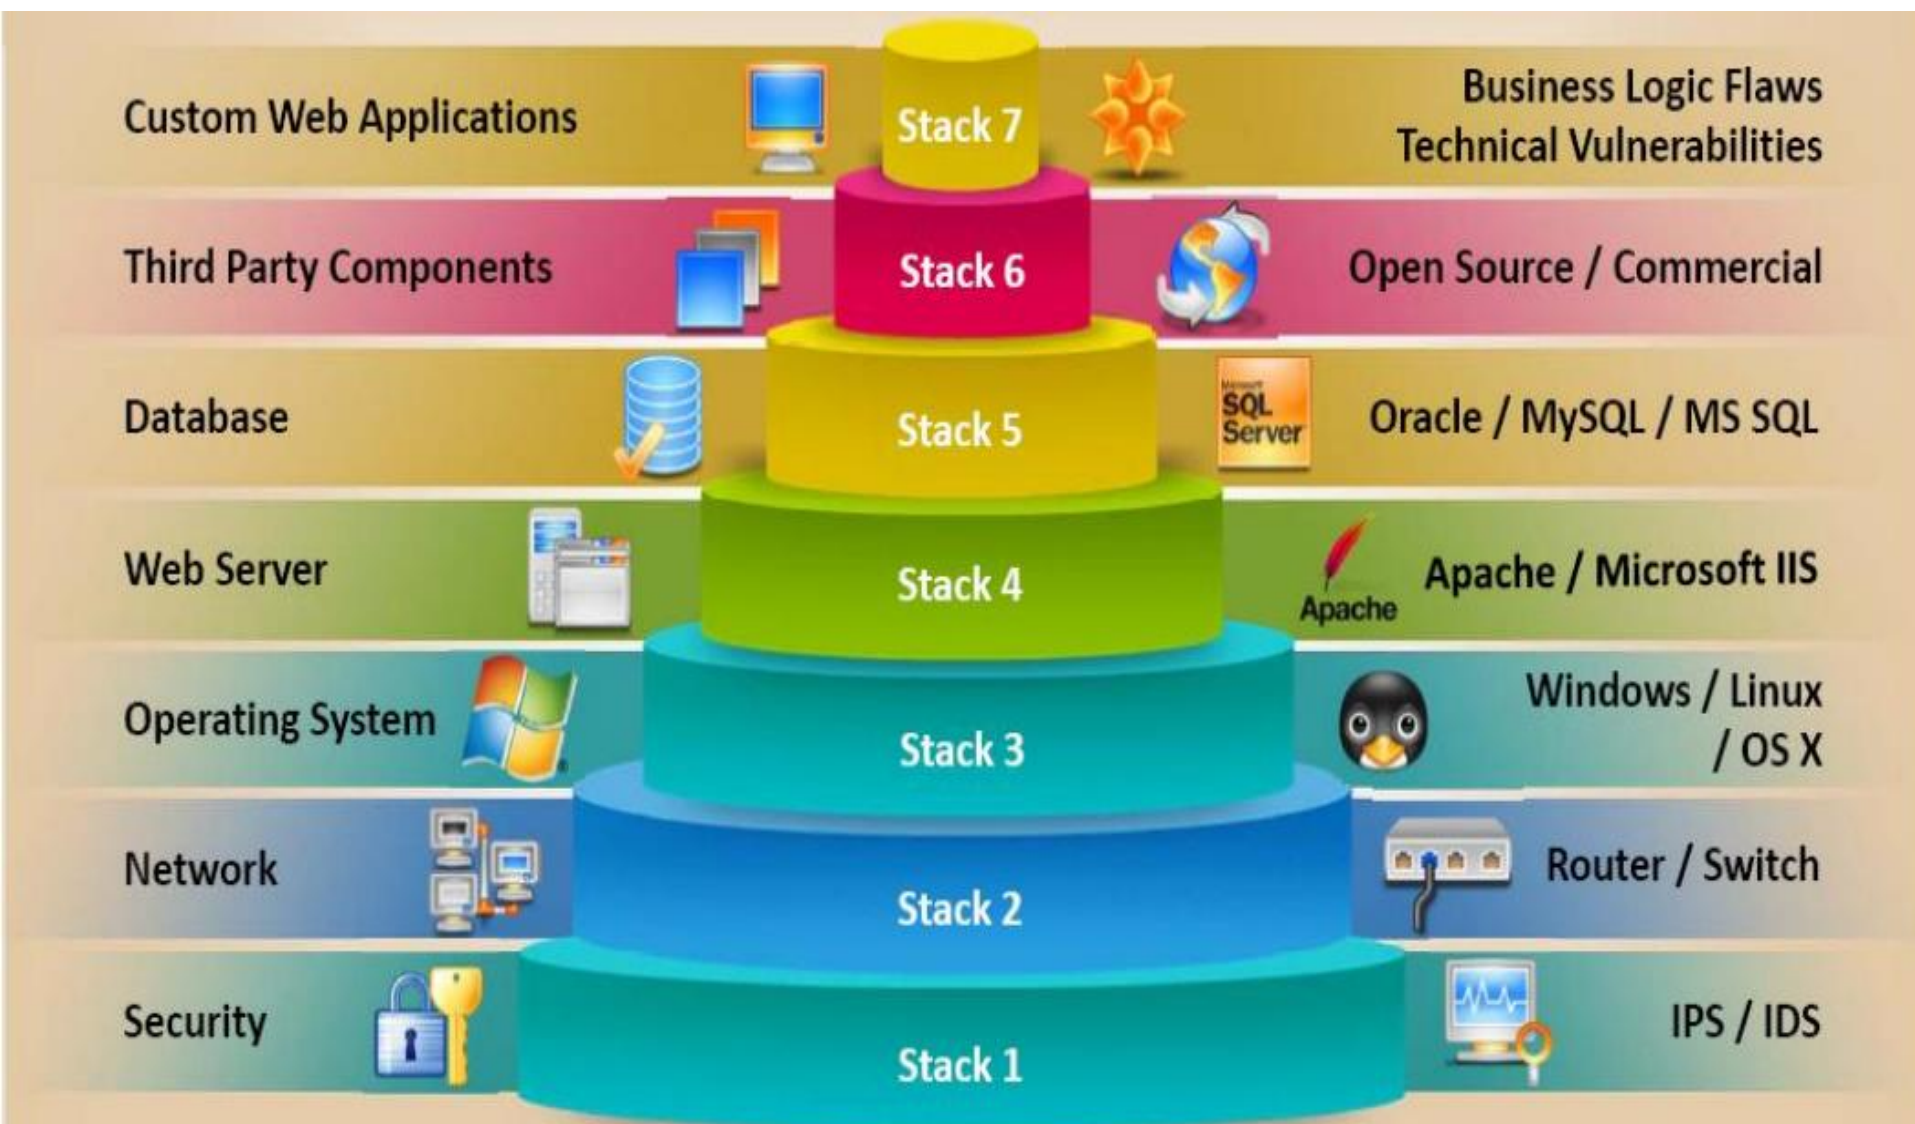 Custom Web Applications
Stack 7
Business Logic Flaws
Technical Vulnerabilities
Third Party Components
Stack 6
Open Source / Commercial
Database
Stack 5
Microsoft
SQL
Server
Oracle / MySQL / MS SQL
Web Server
Stack 4
Apache
Apache / Microsoft IIS
Operating System
®
Stack 3
Windows / Linux
/ OS X
Network
Stack 2
Router / Switch
Security
Stack 1
IPS / IDS